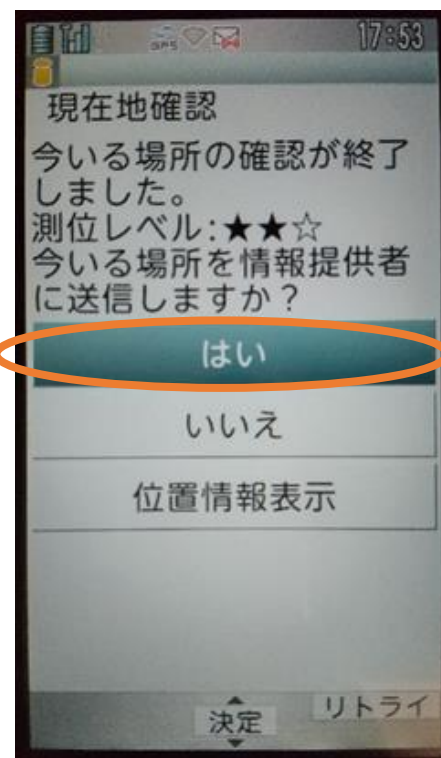 GPS 17:53
現在地確認
今いる場所の確認が終了
しました。
測位レベル:★★☆
今いる場所を情報提供者
に送信しますか？
はい
いいえ
位置情報表示
決定 リトライ